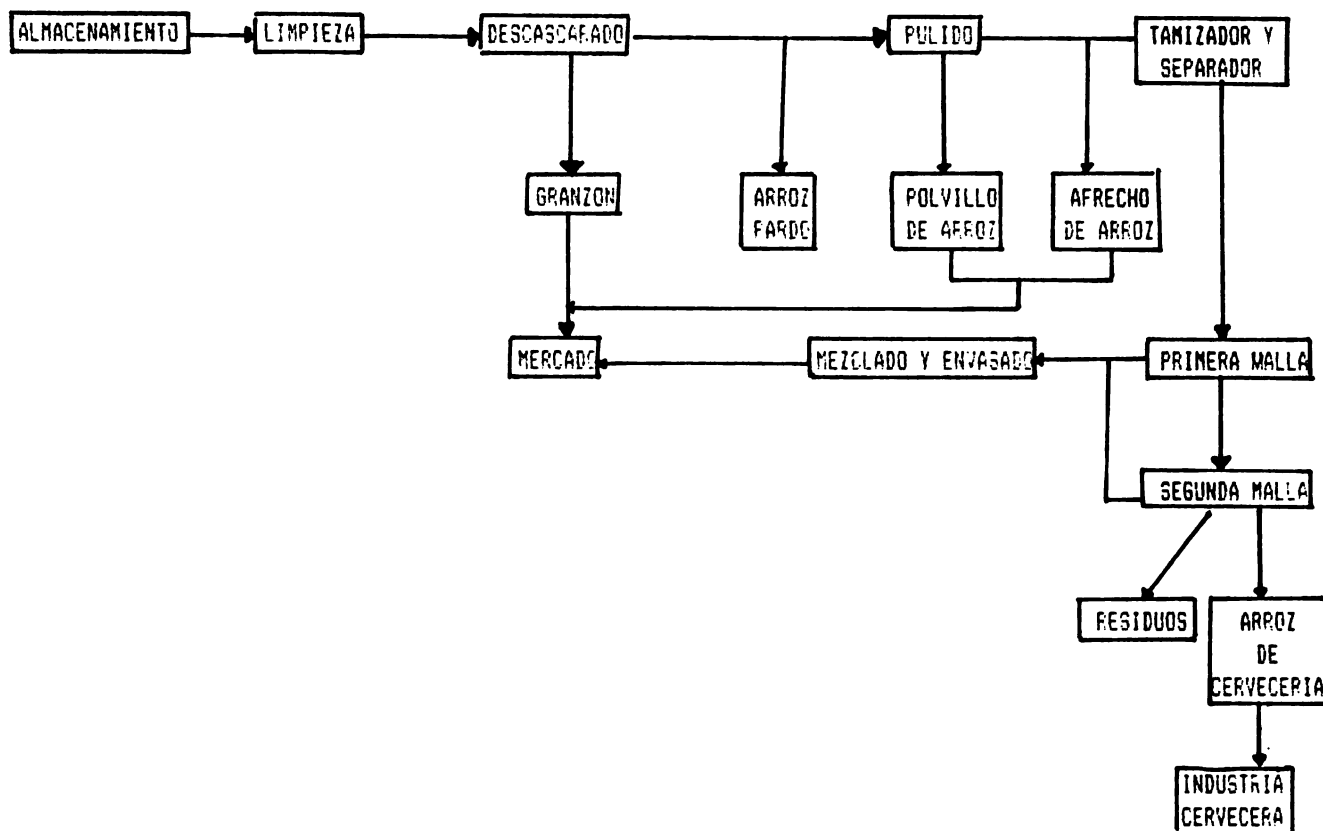 ALMACENAMIENTO
LIMPIEZA
DESCASCARADO
PULIDO
TAMIZADOR Y
SEPARADOR
GRANZON
ARROZ
PARDO
POLVILLO
DE ARROZ
AFRECHO
DE ARROZ
MERCADO
MEZCLADO Y ENVASADO
PRIMERA MALLA
SEGUNDA MALLA
RESIDUOS
ARROZ
DE
CERVECERIA
INDUSTRIA
CERVECERA